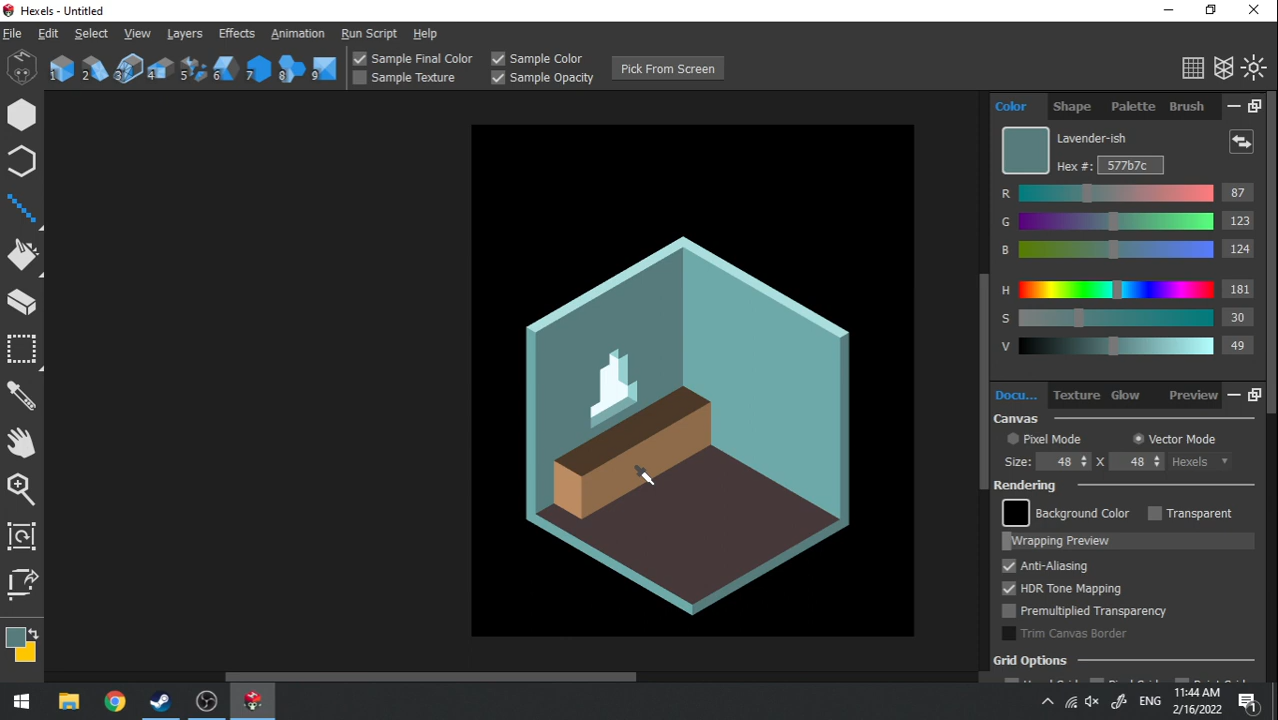 Hexels - Untitled
File Edit Select View Layers Effects Animation Run Script Help
1 2 3 4 5 6 7 8 9
Sample Final Color Sample Color
Sample Texture Sample Opacity
Pick From Screen
Color Shape Palette Brush
Lavender-ish
Hex #: 577b7c
R 87
G 123
B 124
H 181
S 30
V 49
Docu... Texture Glow Preview
Canvas
Pixel Mode Vector Mode
Size: 48 X 48 Hexels
Rendering
Background Color Transparent
Wrapping Preview
Anti-Aliasing
HDR Tone Mapping
Premultiplied Transparency
Trim Canvas Border
Grid Options
ENG
11:44 AM
2/16/2022
1